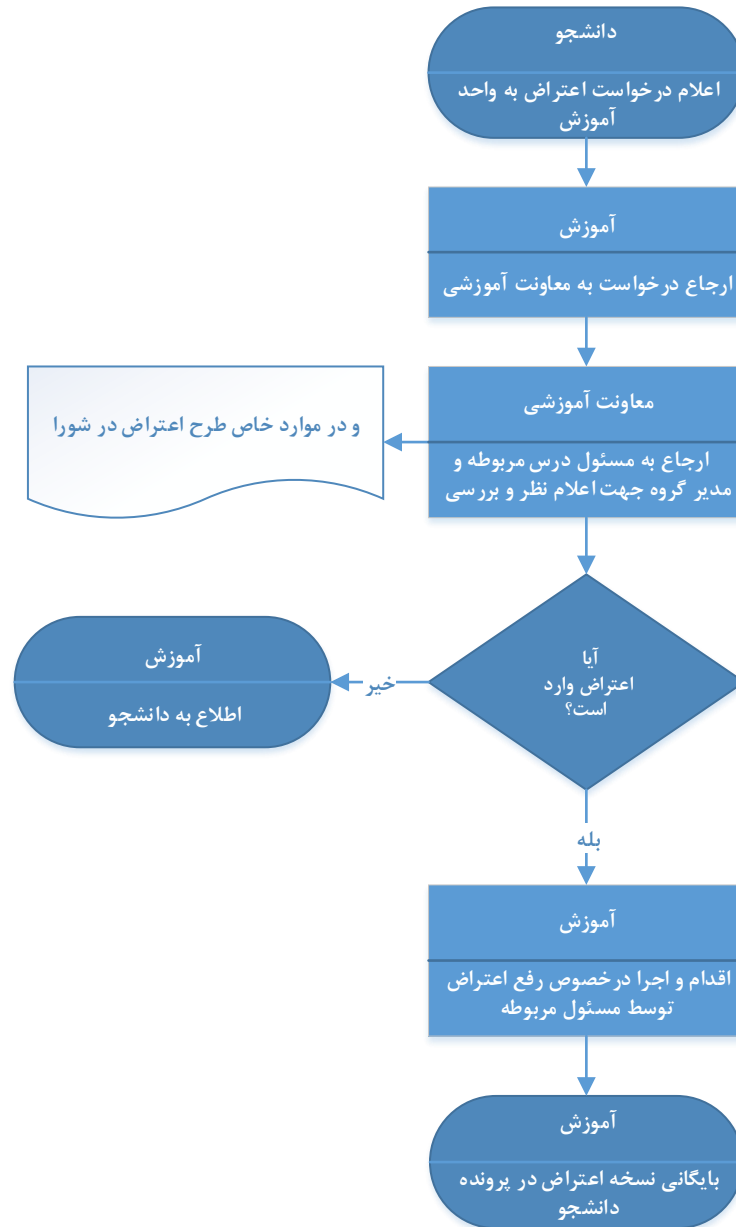 دانشجو
اعلام درخواست اعتراض به واحد
آموزش
آموزش
ارجاع درخواست به معاونت آموزشی
معاونت آموزشی
ارجاع به مسئول درس مربوطه و
مدیر گروه جهت اعلام نظر و بررسی
و در موارد خاص طرح اعتراض در شورا
آیا
اعتراض وارد
است؟
خیر
آموزش
اطلاع به دانشجو
بله
آموزش
اقدام و اجرا درخصوص رفع اعتراض
توسط مسئول مربوطه
آموزش
بایگانی نسخه اعتراض در پرونده
دانشجو